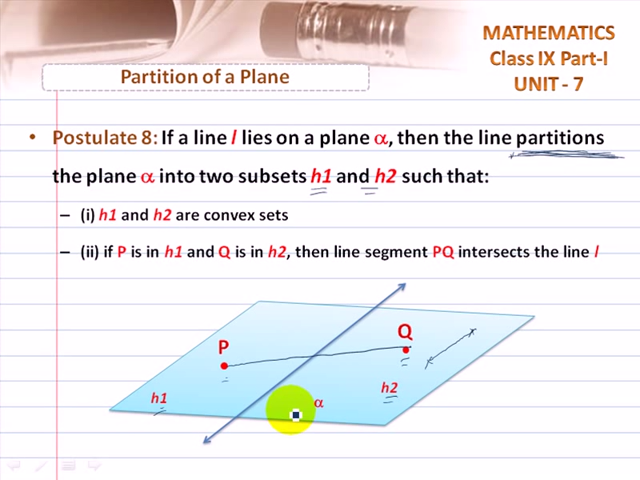 MATHEMATICS
Class IX Part-I
UNIT - 7
Partition of a Plane
• Postulate 8: If a line l lies on a plane α, then the line partitions
the plane α into two subsets h1 and h2 such that:
– (i) h1 and h2 are convex sets
– (ii) if P is in h1 and Q is in h2, then line segment PQ intersects the line l
P
Q
h1
h2
α